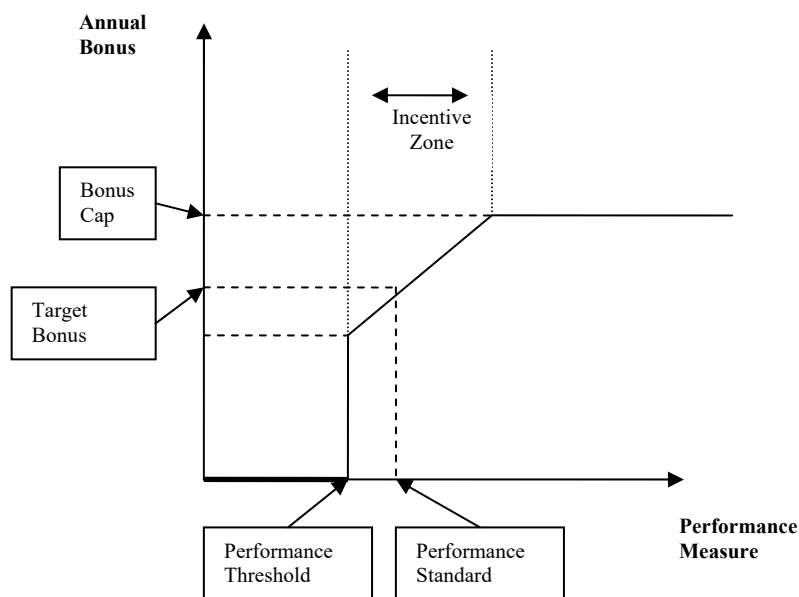 Annual
Bonus
Incentive
Zone
Bonus
Cap
Target
Bonus
Performance
Measure
Performance
Threshold
Performance
Standard